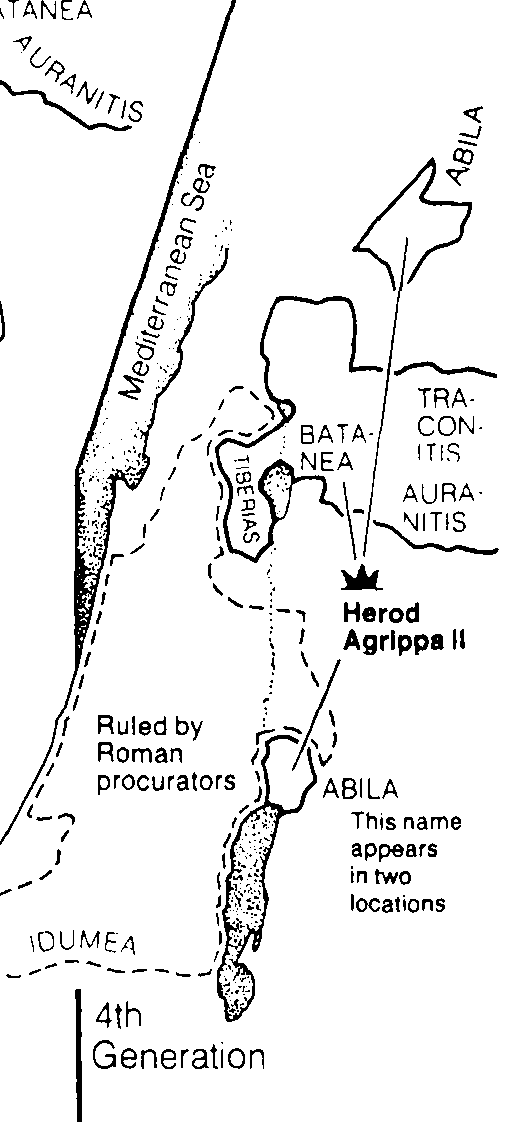 ATANEA
AURANITIS
ABILA
Mediterranean Sea
TRA-
CON-
ITIS
BATA-
NEA
TIBERIAS
AURA-
NITIS
Herod
Agrippa II
Ruled by
Roman
procurators
ABILA
This name
appears
in two
locations
IDUMEA
4th
Generation